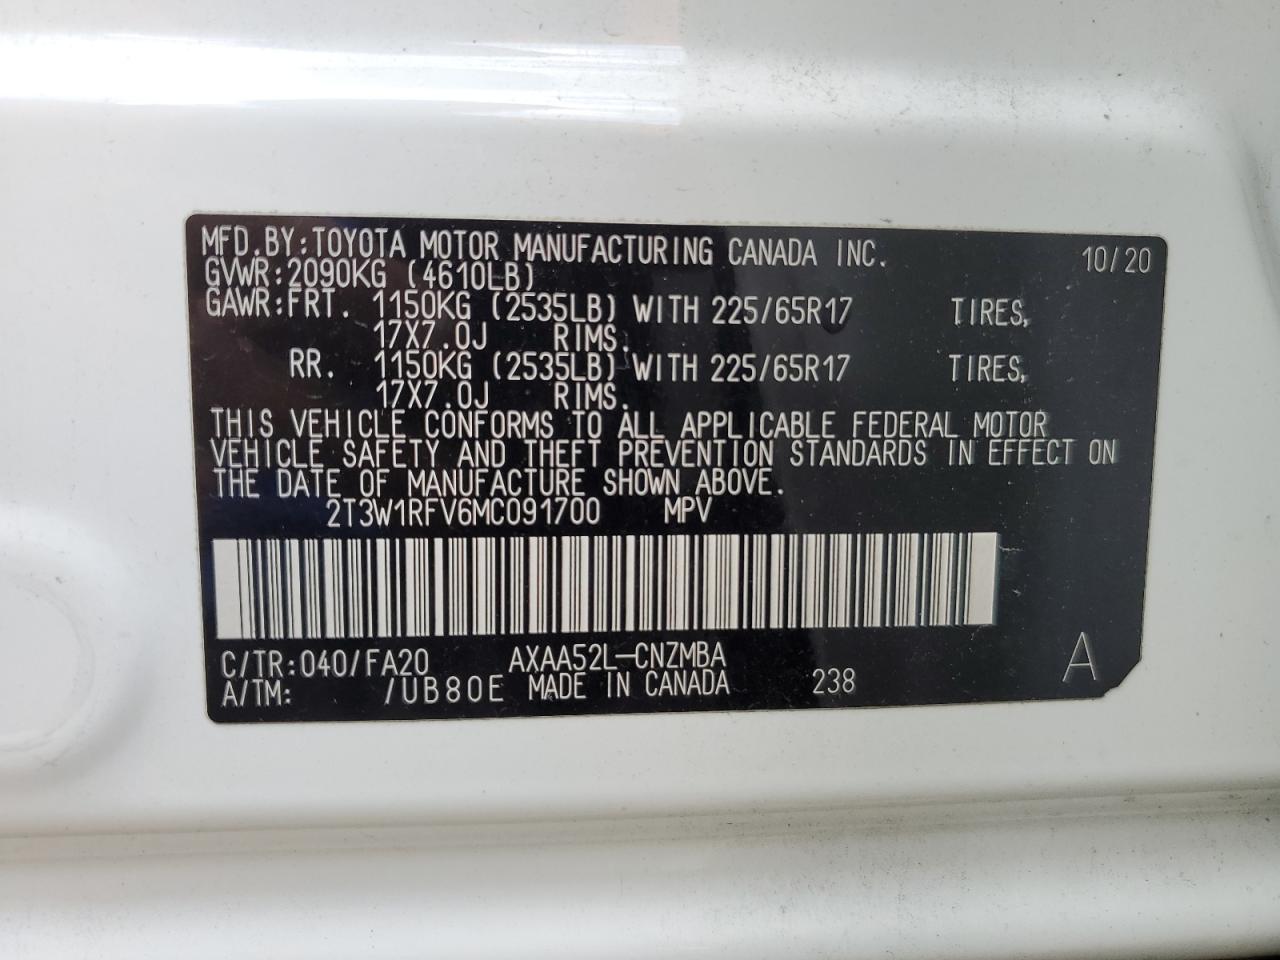 MFD.BY:TOYOTA MOTOR MANUFACTURING CANADA INC. 10/20
GVWR:2090KG (4610LB)
GAWR:FRT. 1150KG (2535LB) WITH 225/65R17 TIRES,
17X7.0J RIMS.
RR. 1150KG (2535LB) WITH 225/65R17 TIRES,
17X7.0J RIMS.
THIS VEHICLE CONFORMS TO ALL APPLICABLE FEDERAL MOTOR
VEHICLE SAFETY AND THEFT PREVENTION STANDARDS IN EFFECT ON
THE DATE OF MANUFACTURE SHOWN ABOVE.
2T3W1RFV6MC091700 MPV
C/TR:040/FA20 AXAA52L-CNZMBA
A/TM: /UB80E MADE IN CANADA 238 A